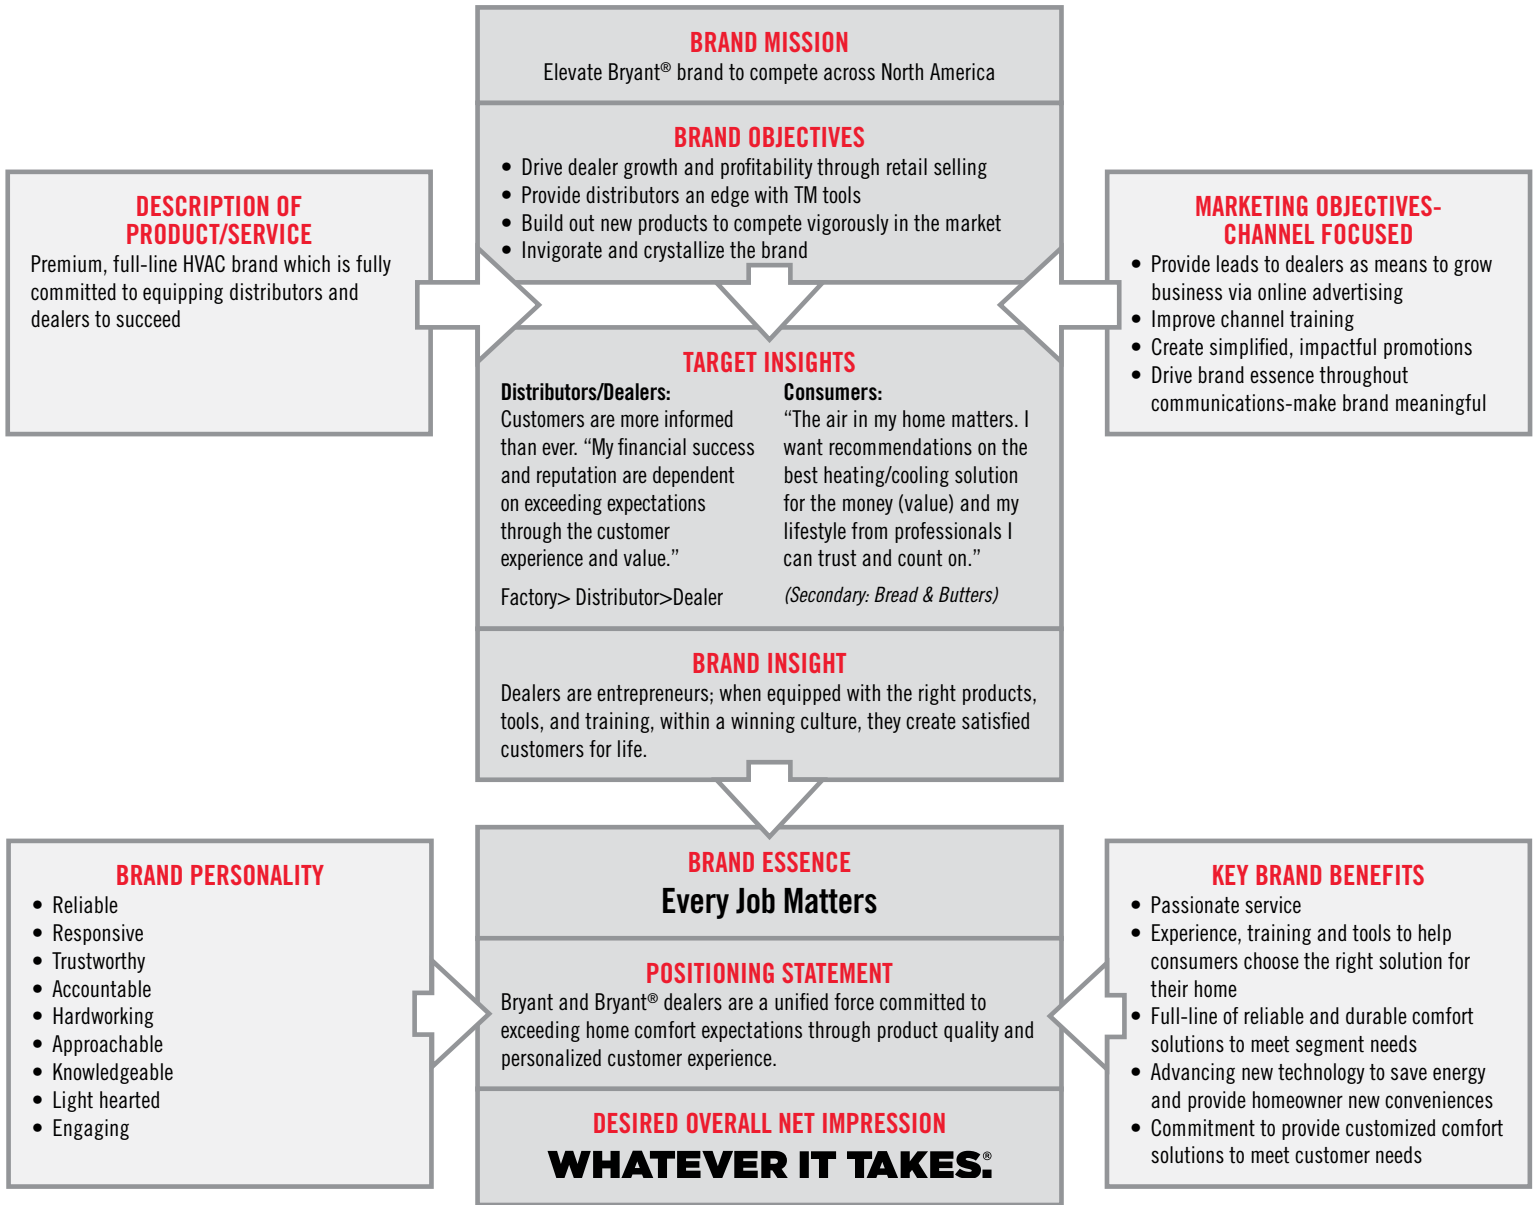 BRAND MISSION
Elevate Bryant® brand to compete across North America
BRAND OBJECTIVES
• Drive dealer growth and profitability through retail selling
• Provide distributors an edge with TM tools
• Build out new products to compete vigorously in the market
• Invigorate and crystallize the brand
DESCRIPTION OF
PRODUCT/SERVICE
Premium, full-line HVAC brand which is fully
committed to equipping distributors and
dealers to succeed
MARKETING OBJECTIVES-
CHANNEL FOCUSED
• Provide leads to dealers as means to grow
business via online advertising
• Improve channel training
• Create simplified, impactful promotions
• Drive brand essence throughout
communications-make brand meaningful
TARGET INSIGHTS
Distributors/Dealers:
Customers are more informed
than ever. “My financial success
and reputation are dependent
on exceeding expectations
through the customer
experience and value.”
Factory> Distributor>Dealer
Consumers:
“The air in my home matters. I
want recommendations on the
best heating/cooling solution
for the money (value) and my
lifestyle from professionals I
can trust and count on.”
(Secondary: Bread & Butters)
BRAND INSIGHT
Dealers are entrepreneurs; when equipped with the right products,
tools, and training, within a winning culture, they create satisfied
customers for life.
BRAND PERSONALITY
• Reliable
• Responsive
• Trustworthy
• Accountable
• Hardworking
• Approachable
• Knowledgeable
• Light hearted
• Engaging
BRAND ESSENCE
Every Job Matters
POSITIONING STATEMENT
Bryant and Bryant® dealers are a unified force committed to
exceeding home comfort expectations through product quality and
personalized customer experience.
DESIRED OVERALL NET IMPRESSION
WHATEVER IT TAKES.®
KEY BRAND BENEFITS
• Passionate service
• Experience, training and tools to help
consumers choose the right solution for
their home
• Full-line of reliable and durable comfort
solutions to meet segment needs
• Advancing new technology to save energy
and provide homeowner new conveniences
• Commitment to provide customized comfort
solutions to meet customer needs